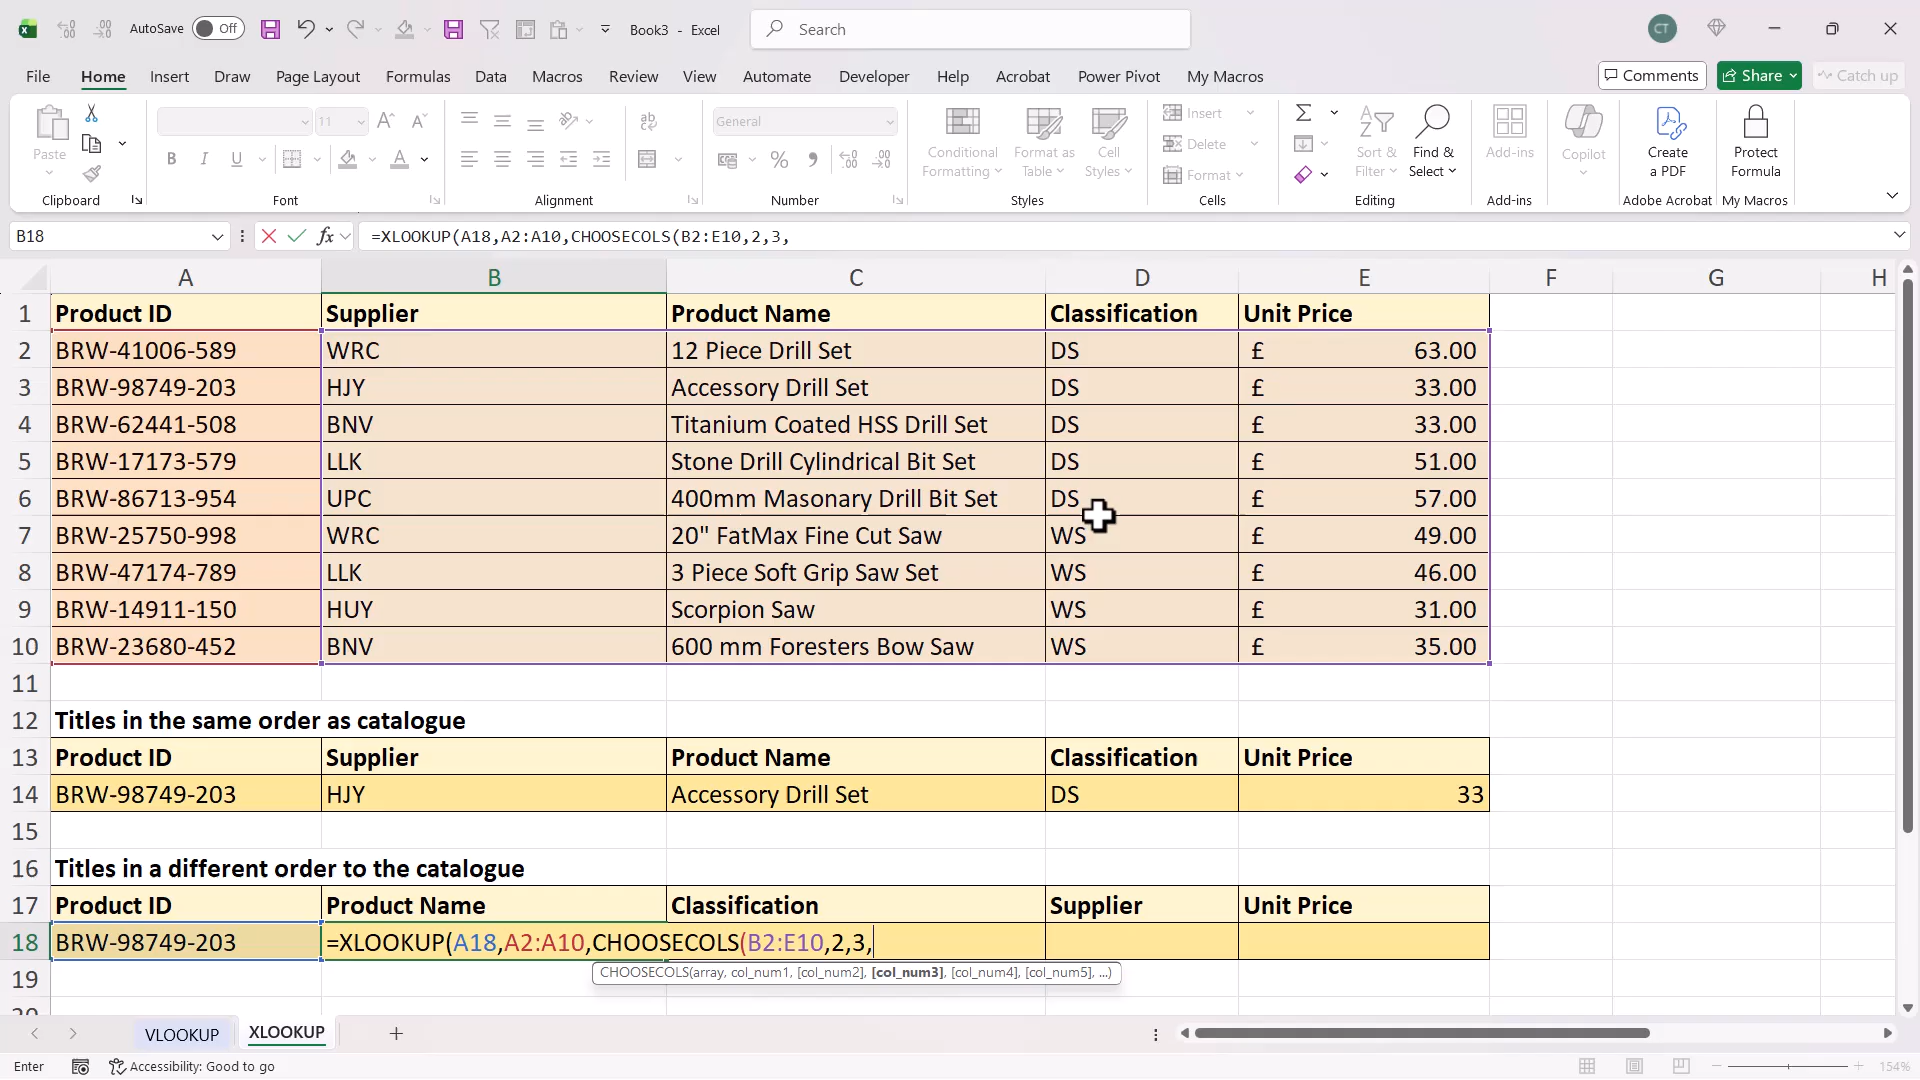 AutoSave Off Book3 - Excel Search CT
File Home Insert Draw Page Layout Formulas Data Macros Review View Automate Developer Help Acrobat Power Pivot My Macros Comments Share Catch up
Paste
Clipboard
11
B I U
Font
ab
Alignment
General
%
Number
Conditional Formatting
Format as Table
Cell Styles
Styles
Insert
Delete
Format
Cells
Sort & Filter
Find & Select
Editing
Add-ins
Add-ins
Copilot
Create a PDF
Adobe Acrobat
Protect Formula
My Macros
B18 fx =XLOOKUP(A18,A2:A10,CHOOSECOLS(B2:E10,2,3,
A B C D E F G H
1 Product ID Supplier Product Name Classification Unit Price
2 BRW-41006-589 WRC 12 Piece Drill Set DS £ 63.00
3 BRW-98749-203 HJY Accessory Drill Set DS £ 33.00
4 BRW-62441-508 BNV Titanium Coated HSS Drill Set DS £ 33.00
5 BRW-17173-579 LLK Stone Drill Cylindrical Bit Set DS £ 51.00
6 BRW-86713-954 UPC 400mm Masonary Drill Bit Set DS £ 57.00
7 BRW-25750-998 WRC 20" FatMax Fine Cut Saw WS £ 49.00
8 BRW-47174-789 LLK 3 Piece Soft Grip Saw Set WS £ 46.00
9 BRW-14911-150 HUY Scorpion Saw WS £ 31.00
10 BRW-23680-452 BNV 600 mm Foresters Bow Saw WS £ 35.00
11
12 Titles in the same order as catalogue
13 Product ID Supplier Product Name Classification Unit Price
14 BRW-98749-203 HJY Accessory Drill Set DS 33
15
16 Titles in a different order to the catalogue
17 Product ID Product Name Classification Supplier Unit Price
18 BRW-98749-203 =XLOOKUP(A18,A2:A10,CHOOSECOLS(B2:E10,2,3,
CHOOSECOLS(array, col_num1, [col_num2], [col_num3], [col_num4], [col_num5], ...)
19
20
VLOOKUP XLOOKUP
Enter Accessibility: Good to go 154%